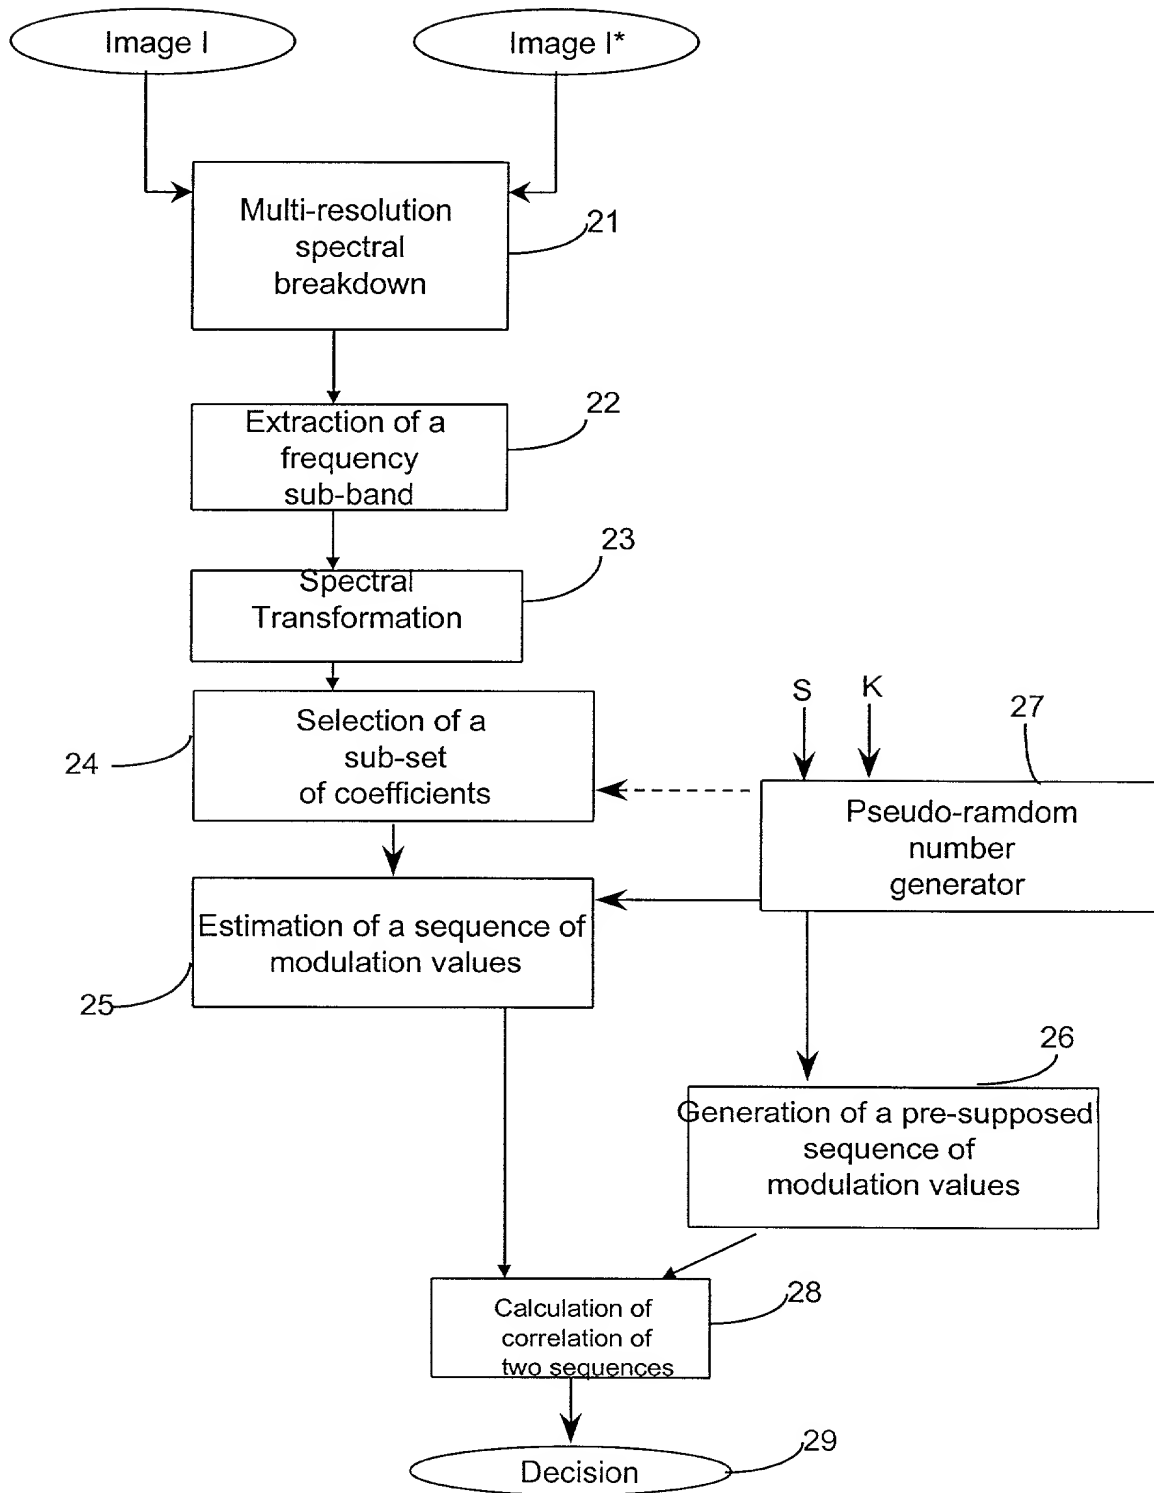 Image I
Image I*
Multi-resolution
spectral
breakdown
21
Extraction of a
frequency
sub-band
22
Spectral
Transformation
23
Selection of a
sub-set
of coefficients
24
S
K
27
Pseudo-ramdom
number
generator
Estimation of a sequence of
modulation values
25
26
Generation of a pre-supposed
sequence of
modulation values
Calculation of
correlation of
two sequences
28
Decision
29